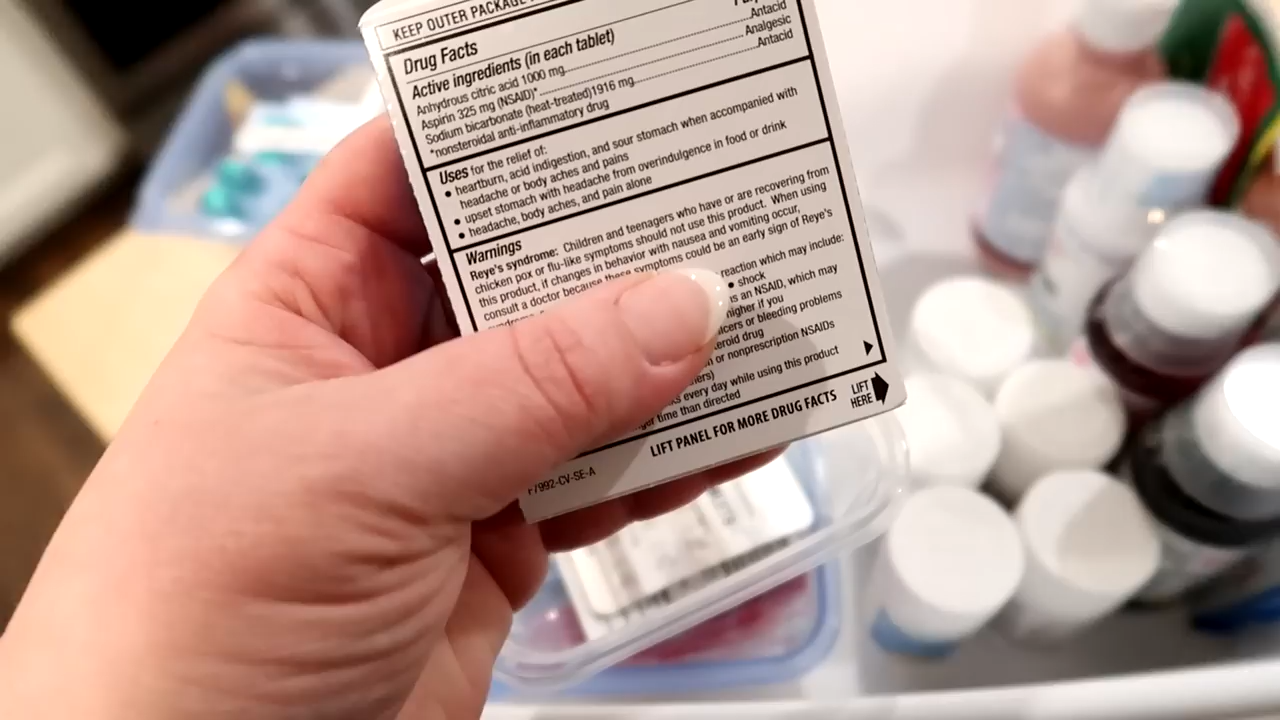 KEEP OUTER PACKAGE
Drug Facts
Active ingredients (in each tablet)
Anhydrous citric acid 1000 mg..........Antacid
Aspirin 325 mg (NSAID)*..........Analgesic
Sodium bicarbonate (heat-treated)1916 mg..........Antacid
*nonsteroidal anti-inflammatory drug
Uses for the relief of:
• heartburn, acid indigestion, and sour stomach when accompanied with
headache or body aches and pains
• upset stomach with headache from overindulgence in food or drink
• headache, body aches, and pain alone
Warnings
Reye's syndrome: Children and teenagers who have or are recovering from
chicken pox or flu-like symptoms should not use this product. When using
this product, if changes in behavior with nausea and vomiting occur,
consult a doctor because these symptoms could be an early sign of Reye's
reaction which may include:
• shock
is an NSAID, which may
higher if you
ulcers or bleeding problems
steroid drug
or nonprescription NSAIDs
every day while using this product
time than directed
LIFT PANEL FOR MORE DRUG FACTS
LIFT
HERE
F7992-CV-SE-A